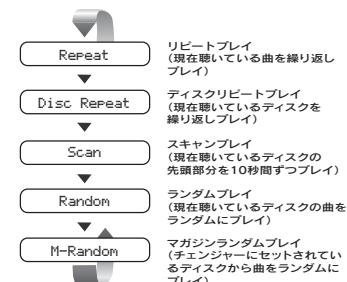 Repeat
リピートプレイ
(現在聴いている曲を繰り返し
プレイ)
Disc Repeat
ディスクリピートプレイ
(現在聴いているディスクを
繰り返しプレイ)
Scan
スキャンプレイ
(現在聴いているディスクの
先頭部分を10秒間ずつプレイ)
Random
ランダムプレイ
(現在聴いているディスクの曲を
ランダムにプレイ)
M-Random
マガジンランダムプレイ
(チェンジャーにセットされてい
るディスクから曲をランダムに
プレイ)